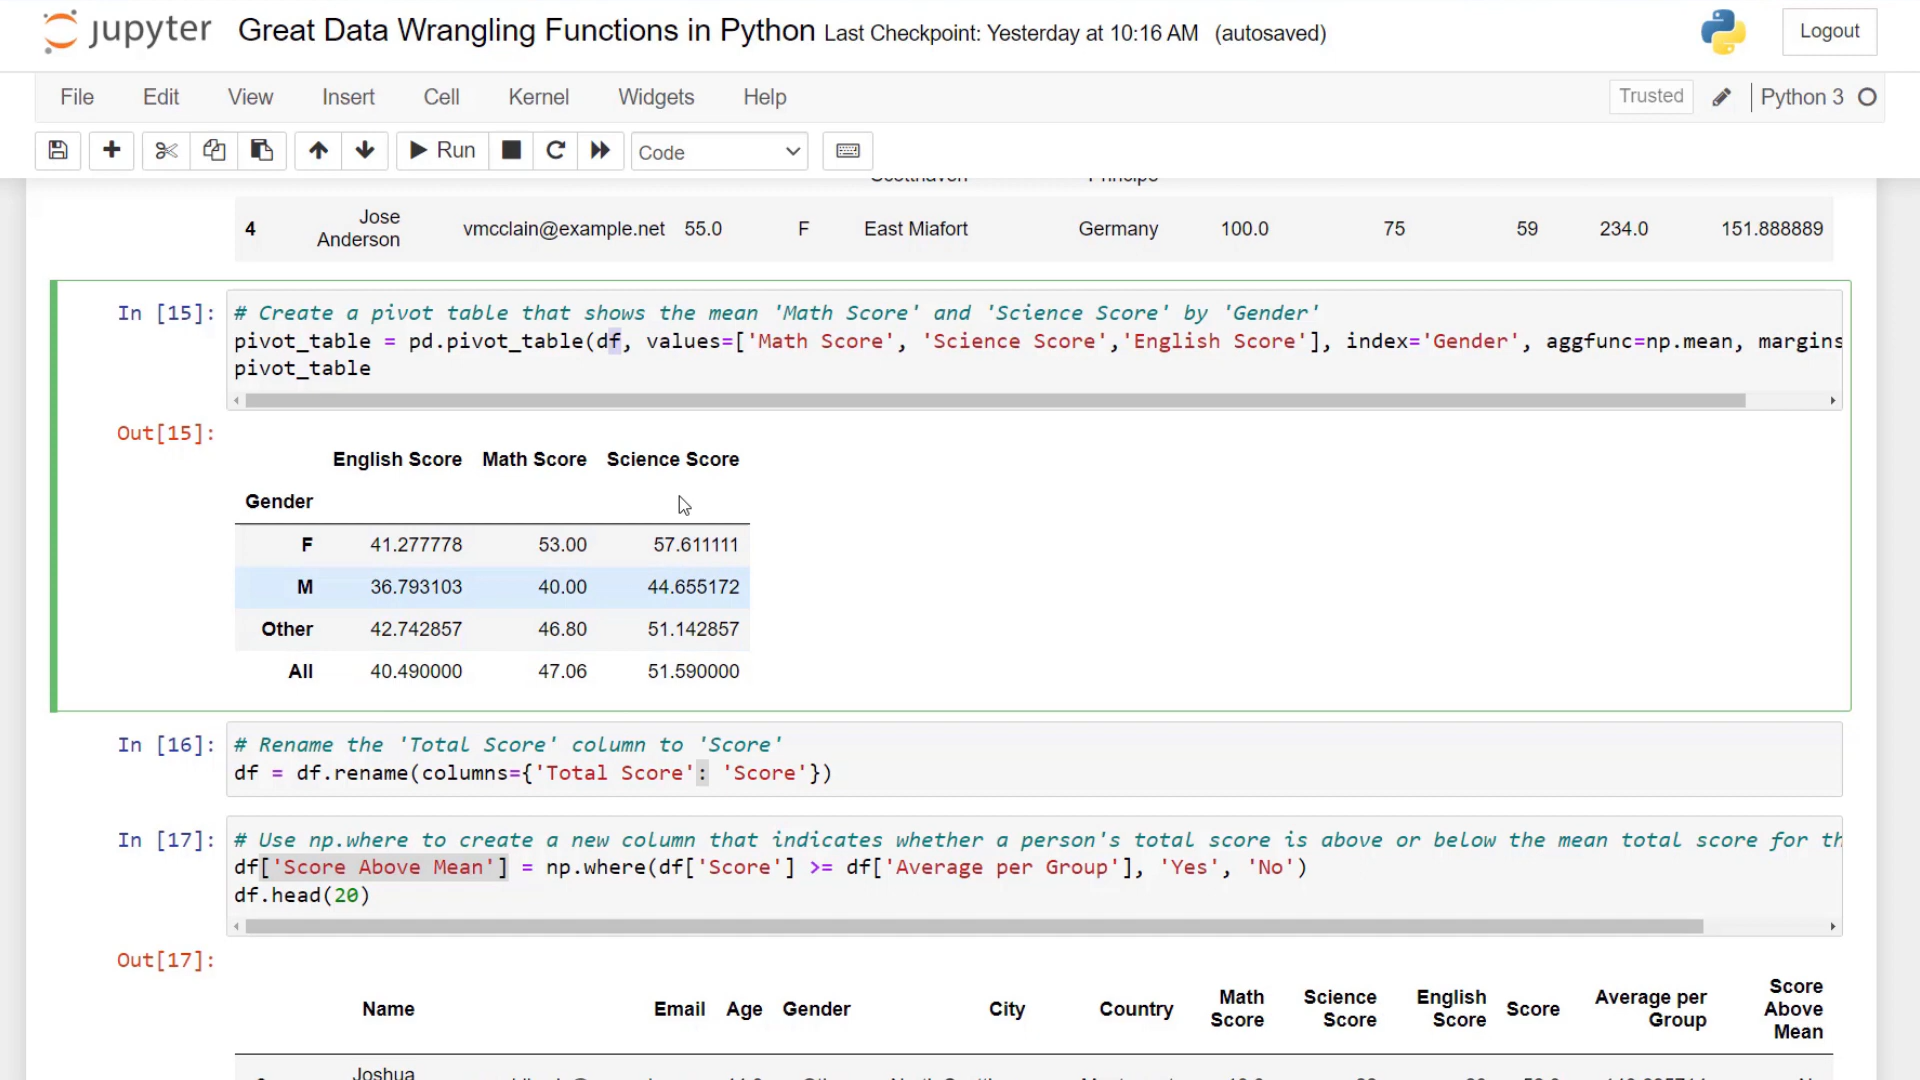 jupyter Great Data Wrangling Functions in Python Last Checkpoint: Yesterday at 10:16 AM (autosaved) Logout
File Edit View Insert Cell Kernel Widgets Help Trusted Python 3
Run Code
4 Jose Anderson vmcclain@example.net 55.0 F East Miafort Germany 100.0 75 59 234.0 151.888889
In [15]: # Create a pivot table that shows the mean 'Math Score' and 'Science Score' by 'Gender'
pivot_table = pd.pivot_table(df, values=['Math Score', 'Science Score','English Score'], index='Gender', aggfunc=np.mean, margins
pivot_table
Out[15]:
English Score Math Score Science Score
Gender
F 41.277778 53.00 57.611111
M 36.793103 40.00 44.655172
Other 42.742857 46.80 51.142857
All 40.490000 47.06 51.590000
In [16]: # Rename the 'Total Score' column to 'Score'
df = df.rename(columns={'Total Score': 'Score'})
In [17]: # Use np.where to create a new column that indicates whether a person's total score is above or below the mean total score for th
df['Score Above Mean'] = np.where(df['Score'] >= df['Average per Group'], 'Yes', 'No')
df.head(20)
Out[17]:
Name Email Age Gender City Country Math Score Science Score English Score Score Average per Group Score Above Mean
Joshua